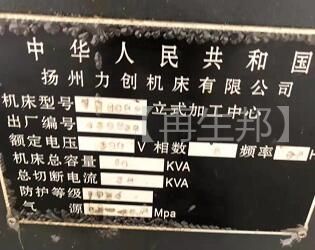 中华人民共和国
扬州力创机床有限公司
机床型号 立式加工中心
出厂编号
【再生邦】
额定电压 V 相数 频率
机床总容量 KVA
总切断电流 KVA
防护等级
气源 Mpa